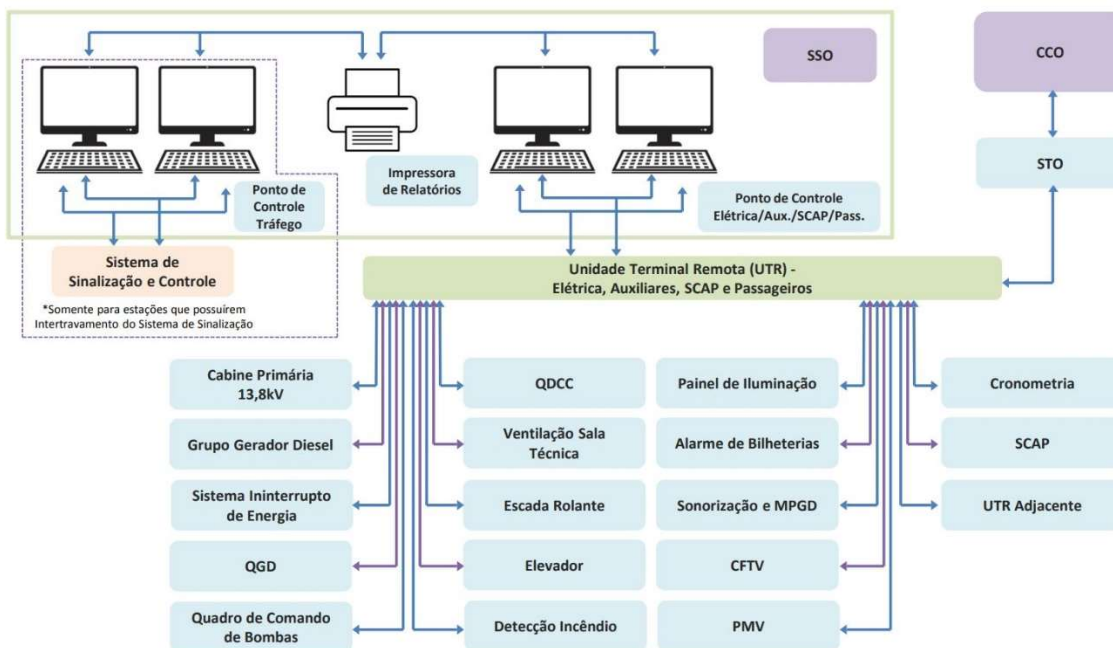 SSO
CCO
STO
Impressora
de Relatórios
Ponto de
Controle
Tráfego
Ponto de Controle
Elétrica/Aux./SCAP/Pass.
Sistema de
Sinalização e Controle
*Somente para estações que possuírem
Intertravamento do Sistema de Sinalização
Unidade Terminal Remota (UTR) -
Elétrica, Auxiliares, SCAP e Passageiros
Cabine Primária
13,8kV
QDCC
Painel de Iluminação
Cronometria
Grupo Gerador Diesel
Ventilação Sala
Técnica
Alarme de Bilheterias
SCAP
Sistema Ininterrupto
de Energia
Escada Rolante
Sonorização e MPGD
UTR Adjacente
QGD
Elevador
CFTV
Quadro de Comando
de Bombas
Detecção Incêndio
PMV